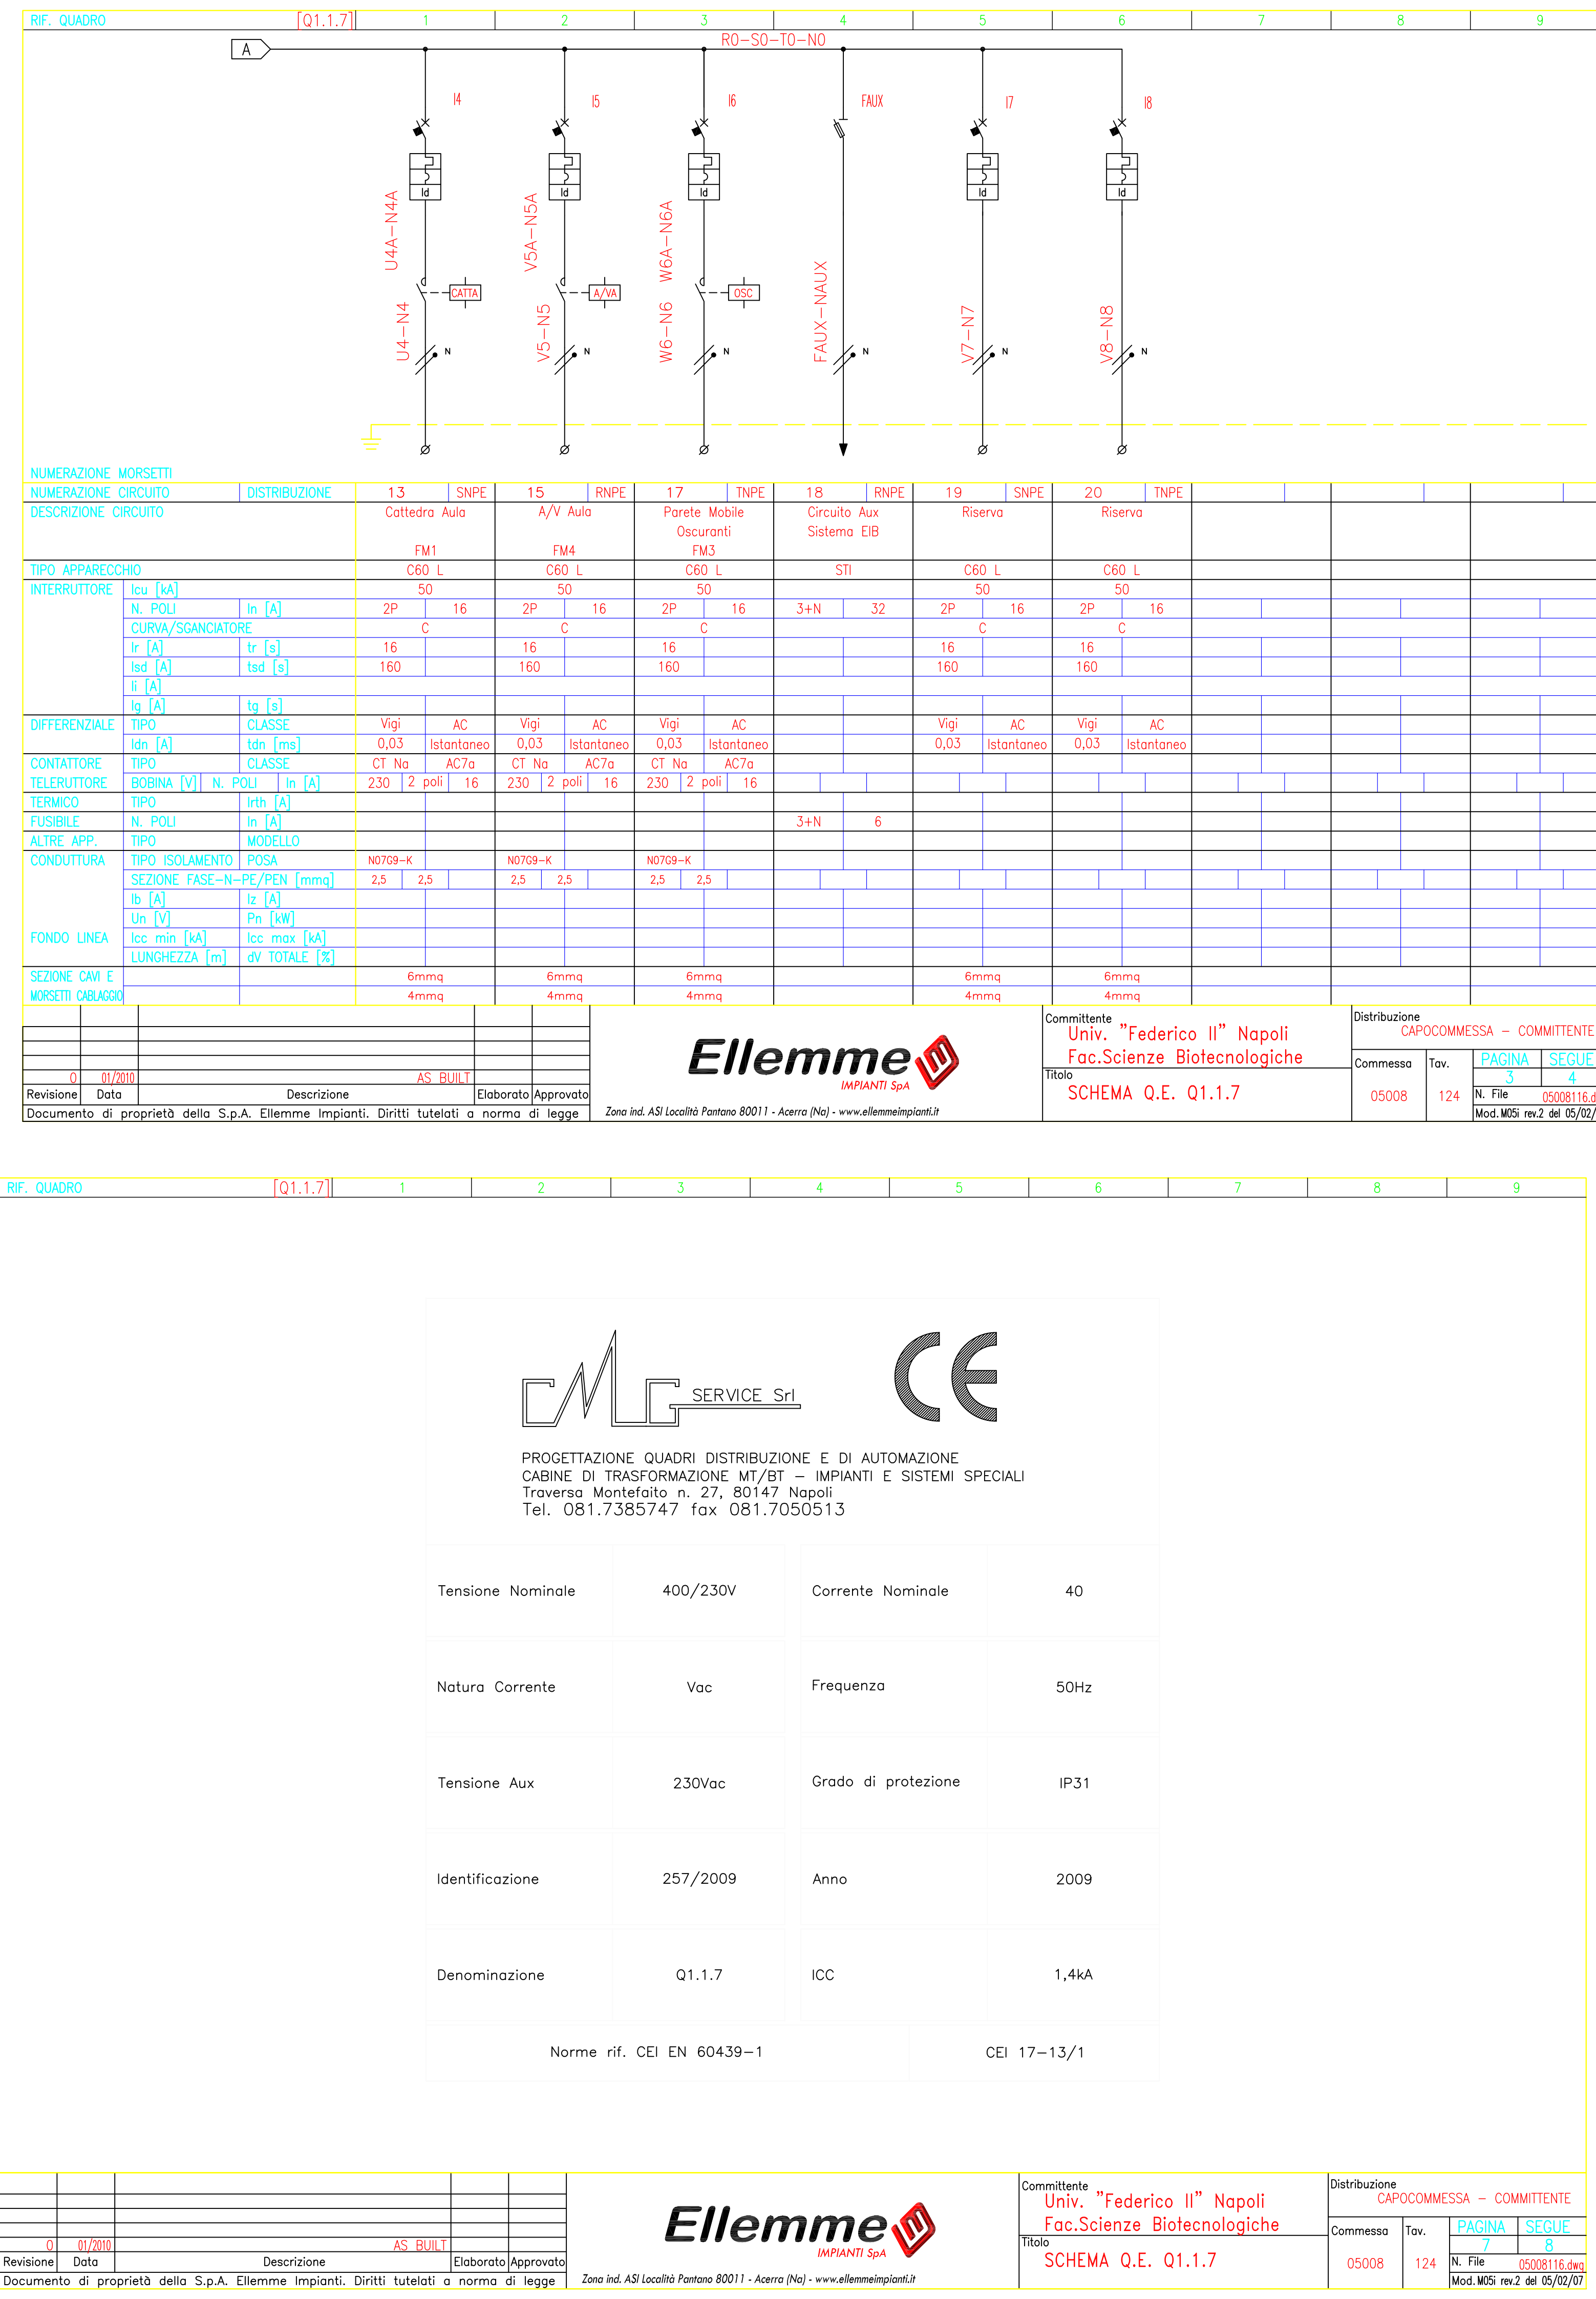 RIF. QUADRO [Q1.1.7] 1 2 3 4 5 6 7 8 9
A R0-S0-T0-N0
I4 I5 I6 FAUX I7 I8
Id Id Id Id Id
U4A-N4A V5A-N5A W6A-N6A
CATTA A/VA OSC
U4-N4 V5-N5 W6-N6 FAUX-NAUX V7-N7 V8-N8
N N N N N N
NUMERAZIONE MORSETTI
NUMERAZIONE CIRCUITO DISTRIBUZIONE 13 SNPE 15 RNPE 17 TNPE 18 RNPE 19 SNPE 20 TNPE
DESCRIZIONE CIRCUITO Cattedra Aula A/V Aula Parete Mobile Circuito Aux Riserva Riserva
Oscuranti Sistema EIB
FM1 FM4 FM3
TIPO APPARECCHIO C60 L C60 L C60 L STI C60 L C60 L
INTERRUTTORE Icu [kA] 50 50 50 50 50
N. POLI In [A] 2P 16 2P 16 2P 16 3+N 32 2P 16 2P 16
CURVA/SGANCIATORE C C C C C
Ir [A] tr [s] 16 16 16 16 16
Isd [A] tsd [s] 160 160 160 160 160
Ii [A]
Ig [A] tg [s]
DIFFERENZIALE TIPO CLASSE Vigi AC Vigi AC Vigi AC Vigi AC Vigi AC
Idn [A] tdn [ms] 0,03 Istantaneo 0,03 Istantaneo 0,03 Istantaneo 0,03 Istantaneo 0,03 Istantaneo
CONTATTORE TIPO CLASSE CT Na AC7a CT Na AC7a CT Na AC7a
TELERUTTORE BOBINA [V] N. POLI In [A] 230 2 poli 16 230 2 poli 16 230 2 poli 16
TERMICO TIPO Irth [A]
FUSIBILE N. POLI In [A] 3+N 6
ALTRE APP. TIPO MODELLO
CONDUTTURA TIPO ISOLAMENTO POSA N07G9-K N07G9-K N07G9-K
SEZIONE FASE-N-PE/PEN [mmq] 2,5 2,5 2,5 2,5 2,5 2,5
Ib [A] Iz [A]
Un [V] Pn [kW]
FONDO LINEA Icc min [kA] Icc max [kA]
LUNGHEZZA [m] dV TOTALE [%]
SEZIONE CAVI E 6mmq 6mmq 6mmq 6mmq 6mmq
MORSETTI CABLAGGIO 4mmq 4mmq 4mmq 4mmq 4mmq
0 01/2010 AS BUILT
Revisione Data Descrizione Elaborato Approvato
Documento di proprietà della S.p.A. Ellemme Impianti. Diritti tutelati a norma di legge
Ellemme
IMPIANTI SpA
Zona ind. ASI Località Pantano 80011 - Acerra (Na) - www.ellemmeimpianti.it
Committente
Univ. "Federico II" Napoli
Fac.Scienze Biotecnologiche
Titolo
SCHEMA Q.E. Q1.1.7
Distribuzione
CAPOCOMMESSA - COMMITTENTE
Commessa Tav. PAGINA SEGUE
3 4
05008 124 N. File 05008116.d
Mod.M05i rev.2 del 05/02/
RIF. QUADRO [Q1.1.7] 1 2 3 4 5 6 7 8 9
CMG SERVICE Srl CE
PROGETTAZIONE QUADRI DISTRIBUZIONE E DI AUTOMAZIONE
CABINE DI TRASFORMAZIONE MT/BT - IMPIANTI E SISTEMI SPECIALI
Traversa Montefaito n. 27, 80147 Napoli
Tel. 081.7385747 fax 081.7050513
Tensione Nominale 400/230V Corrente Nominale 40
Natura Corrente Vac Frequenza 50Hz
Tensione Aux 230Vac Grado di protezione IP31
Identificazione 257/2009 Anno 2009
Denominazione Q1.1.7 ICC 1,4kA
Norme rif. CEI EN 60439-1 CEI 17-13/1
0 01/2010 AS BUILT
Revisione Data Descrizione Elaborato Approvato
Documento di proprietà della S.p.A. Ellemme Impianti. Diritti tutelati a norma di legge
Ellemme
IMPIANTI SpA
Zona ind. ASI Località Pantano 80011 - Acerra (Na) - www.ellemmeimpianti.it
Committente
Univ. "Federico II" Napoli
Fac.Scienze Biotecnologiche
Titolo
SCHEMA Q.E. Q1.1.7
Distribuzione
CAPOCOMMESSA - COMMITTENTE
Commessa Tav. PAGINA SEGUE
7 8
05008 124 N. File 05008116.dwg
Mod.M05i rev.2 del 05/02/07